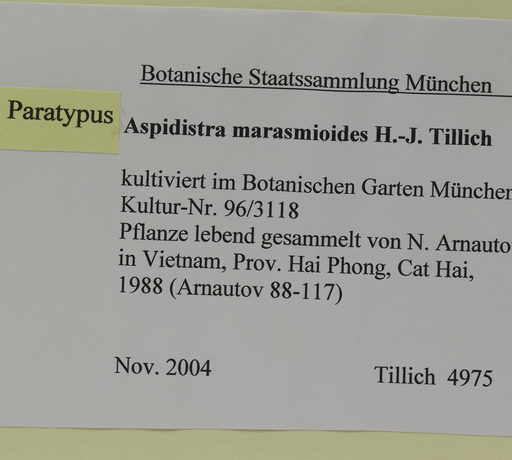 Botanische Staatssammlung München
Paratypus
Aspidistra marasmioides H.-J. Tillich
kultiviert im Botanischen Garten München
Kultur-Nr. 96/3118
Pflanze lebend gesammelt von N. Arnauto
in Vietnam, Prov. Hai Phong, Cat Hai,
1988 (Arnautov 88-117)
Nov. 2004
Tillich 4975